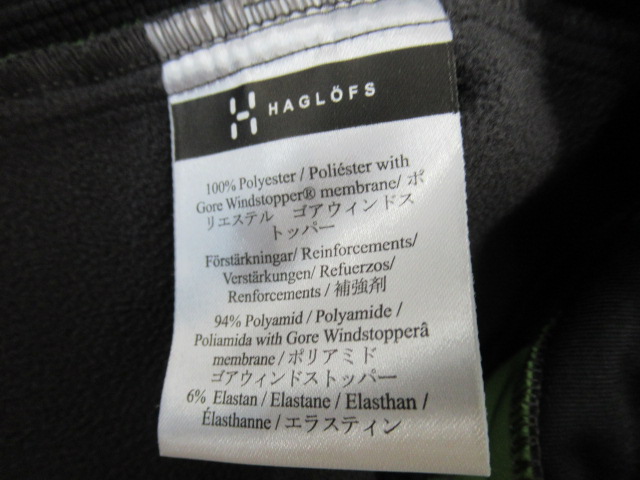 HAGLÖFS
100% Polyester / Poliéster with
Gore Windstopper® membrane/ ポ
リエステル ゴアウィンドス
トッパー
Förstärkningar/ Reinforcements/
Verstärkungen/ Refuerzos/
Renforcements / 補強剤
94% Polyamid / Polyamide /
Poliamida with Gore Windstopperâ
membrane / ポリアミド
ゴアウィンドストッパー
6% Elastan / Elastane / Elasthan /
Élasthanne / エラスティン